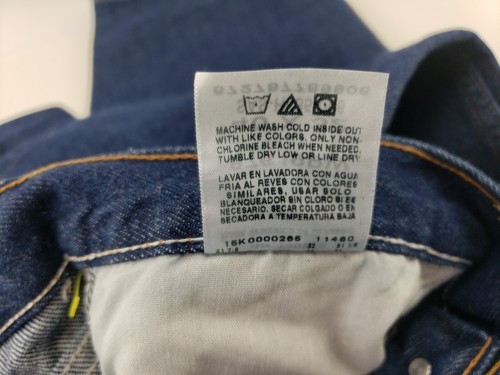 MACHINE WASH COLD INSIDE OUT
WITH LIKE COLORS. ONLY NON-
CHLORINE BLEACH WHEN NEEDED.
TUMBLE DRY LOW OR LINE DRY
LAVAR EN LAVADORA CON AGUA
FRIA AL REVES CON COLORES
SIMILARES, USAR SOLO
BLANQUEADOR SIN CLORO SI ES
NECESARIO. SECAR COLGADO O EN
SECADORA A TEMPERATURA BAJA
15K0000265 11460